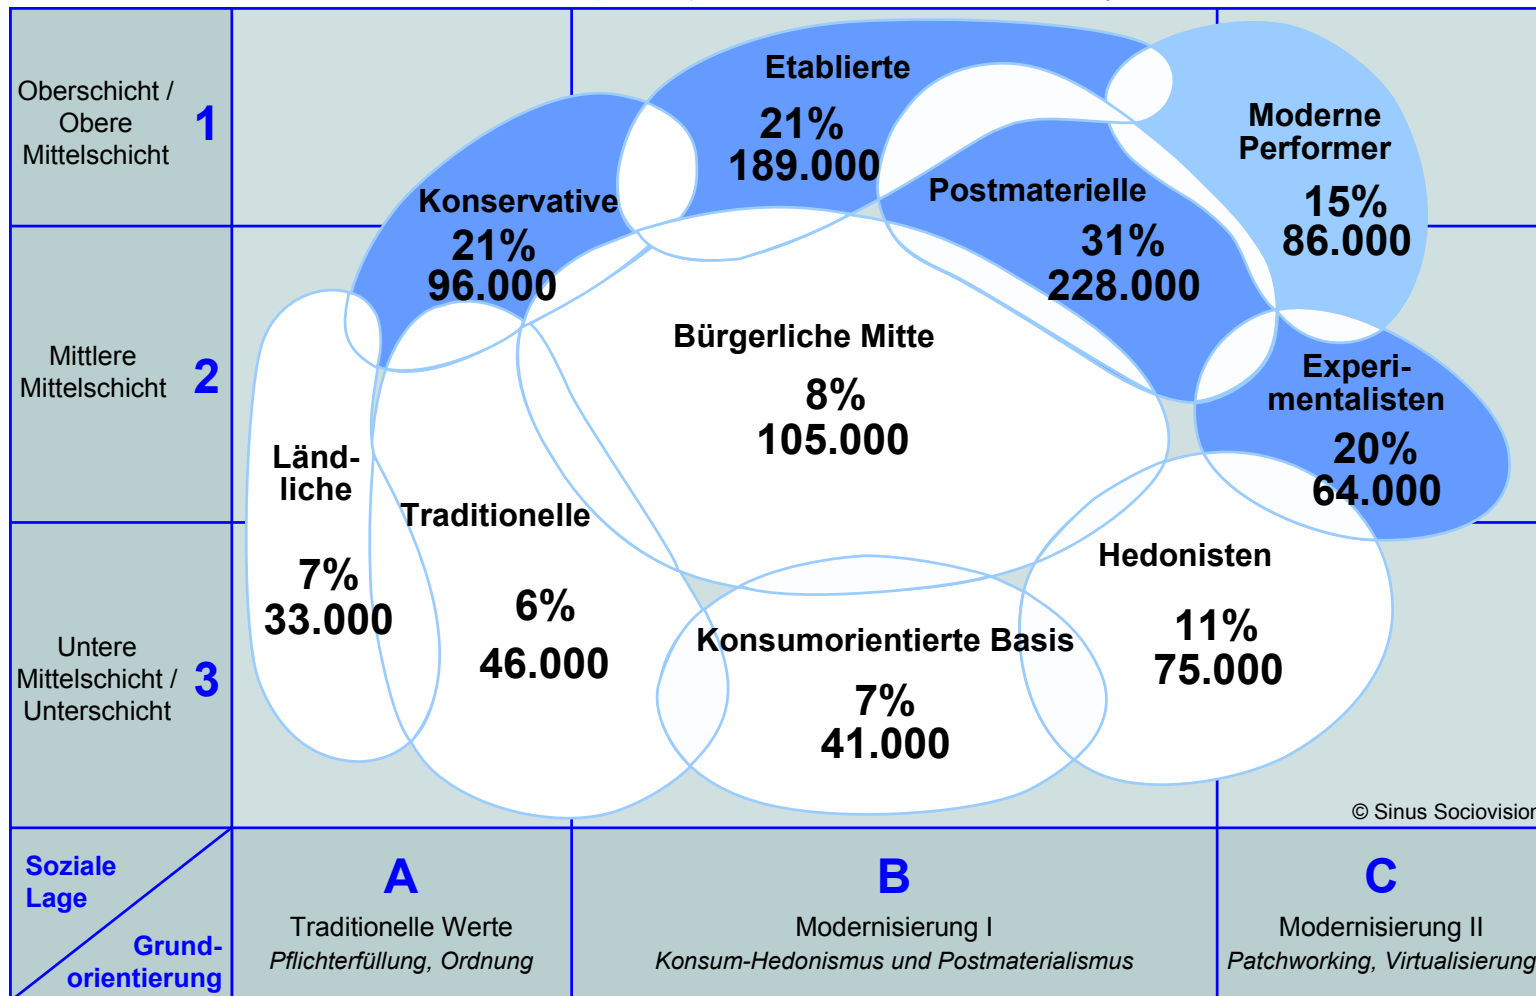 Oberschicht /
Obere
Mittelschicht
1
Etablierte
21%
189.000
Moderne
Performer
15%
86.000
Konservative
21%
96.000
Postmaterielle
31%
228.000
Mittlere
Mittelschicht
2
Bürgerliche Mitte
8%
105.000
Experi-
mentalisten
20%
64.000
Länd-
liche
7%
33.000
Traditionelle
6%
46.000
Hedonisten
11%
75.000
Untere
Mittelschicht /
Unterschicht
3
Konsumorientierte Basis
7%
41.000
© Sinus Sociovision
Soziale
Lage
Grund-
orientierung
A
Traditionelle Werte
Pflichterfüllung, Ordnung
B
Modernisierung I
Konsum-Hedonismus und Postmaterialismus
C
Modernisierung II
Patchworking, Virtualisierung